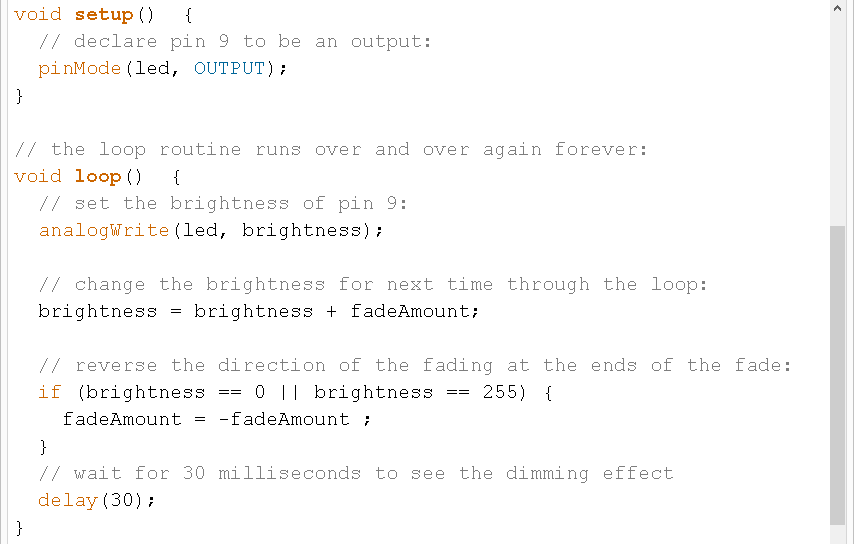 void setup()  {
  // declare pin 9 to be an output:
  pinMode(led, OUTPUT);
}

// the loop routine runs over and over again forever:
void loop()  {
  // set the brightness of pin 9:
  analogWrite(led, brightness);

  // change the brightness for next time through the loop:
  brightness = brightness + fadeAmount;

  // reverse the direction of the fading at the ends of the fade:
  if (brightness == 0 || brightness == 255) {
    fadeAmount = -fadeAmount ;
  }
  // wait for 30 milliseconds to see the dimming effect
  delay(30);
}